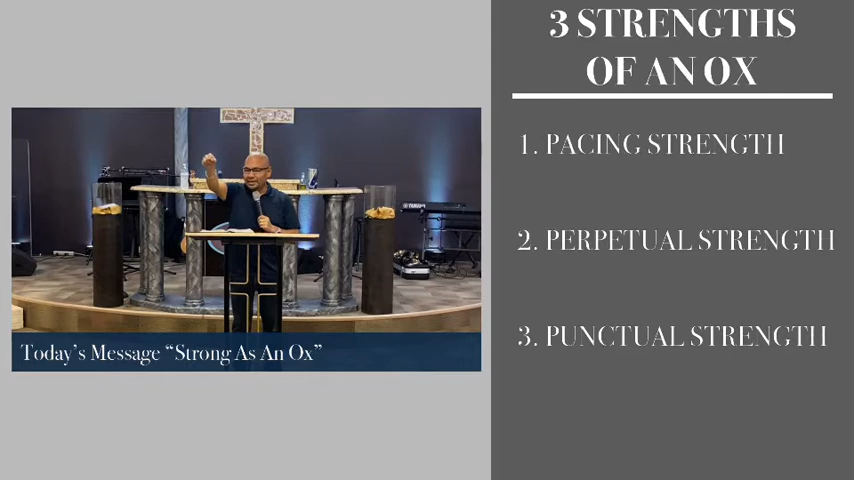 3 STRENGTHS
OF AN OX
1. PACING STRENGTH
2. PERPETUAL STRENGTH
3. PUNCTUAL STRENGTH
YAMAHA
Today's Message “Strong As An Ox”